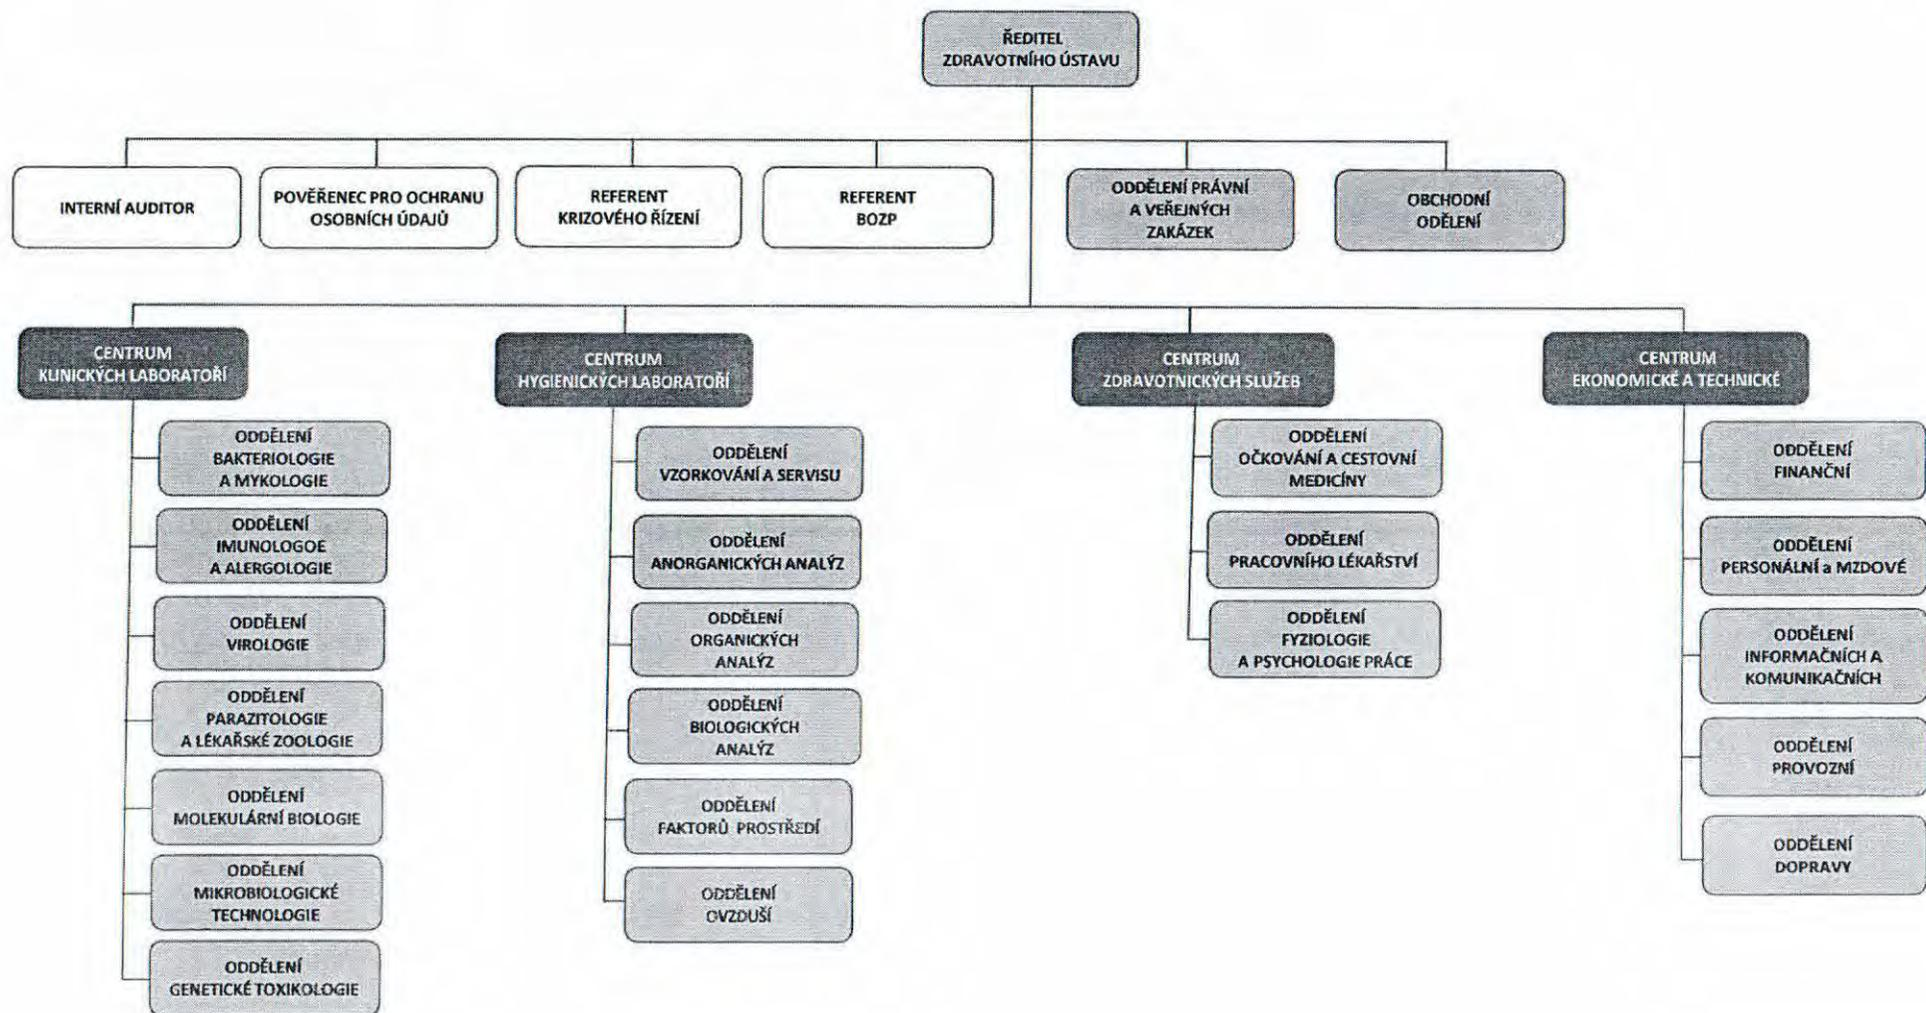 ŘEDITEL
ZDRAVOTNÍHO ÚSTAVU
INTERNÍ AUDITOR
POVĚŘENEC PRO OCHRANU
OSOBNÍCH ÚDAJŮ
REFERENT
KRIZOVÉHO ŘÍZENÍ
REFERENT
BOZP
ODDĚLENÍ PRÁVNÍ
A VEŘEJNÝCH
ZAKÁZEK
OBCHODNÍ
ODĚLENÍ
CENTRUM
KLINICKÝCH LABORATOŘÍ
ODDĚLENÍ
BAKTERIOLOGIE
A MYKOLOGIE
ODDĚLENÍ
IMUNOLOGOE
A ALERGOLOGIE
ODDĚLENÍ
VIROLOGIE
ODDĚLENÍ
PARAZITOLOGIE
A LÉKAŘSKÉ ZOOLOGIE
ODDĚLENÍ
MOLEKULÁRNÍ BIOLOGIE
ODDĚLENÍ
MIKROBIOLOGICKÉ
TECHNOLOGIE
ODDĚLENÍ
GENETICKÉ TOXIKOLOGIE
CENTRUM
HYGIENICKÝCH LABORATOŘÍ
ODDĚLENÍ
VZORKOVÁNÍ A SERVISU
ODDĚLENÍ
ANORGANICKÝCH ANALÝZ
ODDĚLENÍ
ORGANICKÝCH
ANALÝZ
ODDĚLENÍ
BIOLOGICKÝCH
ANALÝZ
ODDĚLENÍ
FAKTORŮ PROSTŘEDÍ
ODDĚLENÍ
OVZDUŠÍ
CENTRUM
ZDRAVOTNICKÝCH SLUŽEB
ODDĚLENÍ
OČKOVÁNÍ A CESTOVNÍ
MEDICÍNY
ODDĚLENÍ
PRACOVNÍHO LÉKAŘSTVÍ
ODDĚLENÍ
FYZIOLOGIE
A PSYCHOLOGIE PRÁCE
CENTRUM
EKONOMICKÉ A TECHNICKÉ
ODDĚLENÍ
FINANČNÍ
ODDĚLENÍ
PERSONÁLNÍ a MZDOVÉ
ODDĚLENÍ
INFORMAČNÍCH A
KOMUNIKAČNÍCH
ODDĚLENÍ
PROVOZNÍ
ODDĚLENÍ
DOPRAVY